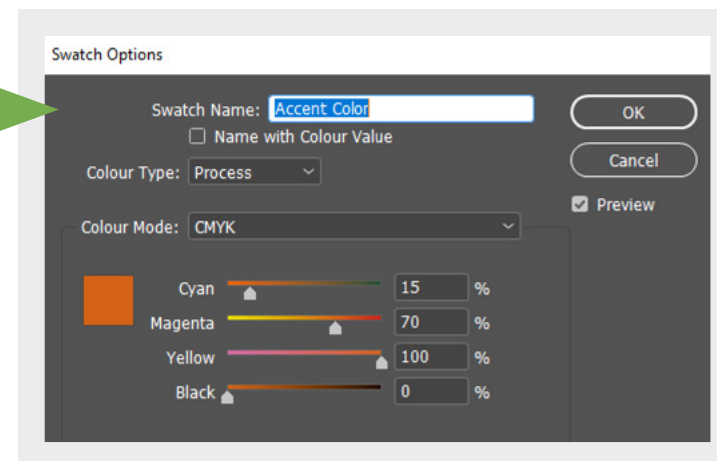 Swatch Options
Swatch Name: Accent Color
OK
Name with Colour Value
Cancel
Colour Type: Process
Preview
Colour Mode: CMYK
Cyan 15 %
Magenta 70 %
Yellow 100 %
Black 0 %